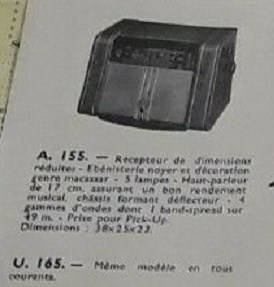 A. 155. — Récepteur de dimensions
réduites - Ebénisterie noyer et décoration
genre macassar - 5 lampes - Haut-parleur
de 17 cm. assurant un bon rendement
musical, châssis formant déflecteur - 4
gammes d'ondes dont 1 band-spread sur
49 m. - Prise pour Pick-Up.
Dimensions : 38x25x23.
U. 165. — Même modèle en tous
courants.